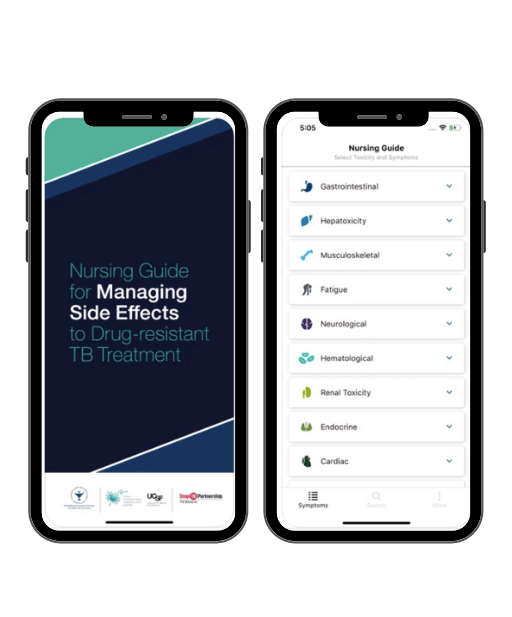 Nursing Guide
for Managing
Side Effects
to Drug-resistant
TB Treatment
UCSF
Stop TB Partnership
5:05
Nursing Guide
Select Toxicity and Symptoms
Gastrointestinal
Hepatoxicity
Musculoskeletal
Fatigue
Neurological
Hematological
Renal Toxicity
Endocrine
Cardiac
Symptoms
Search
More